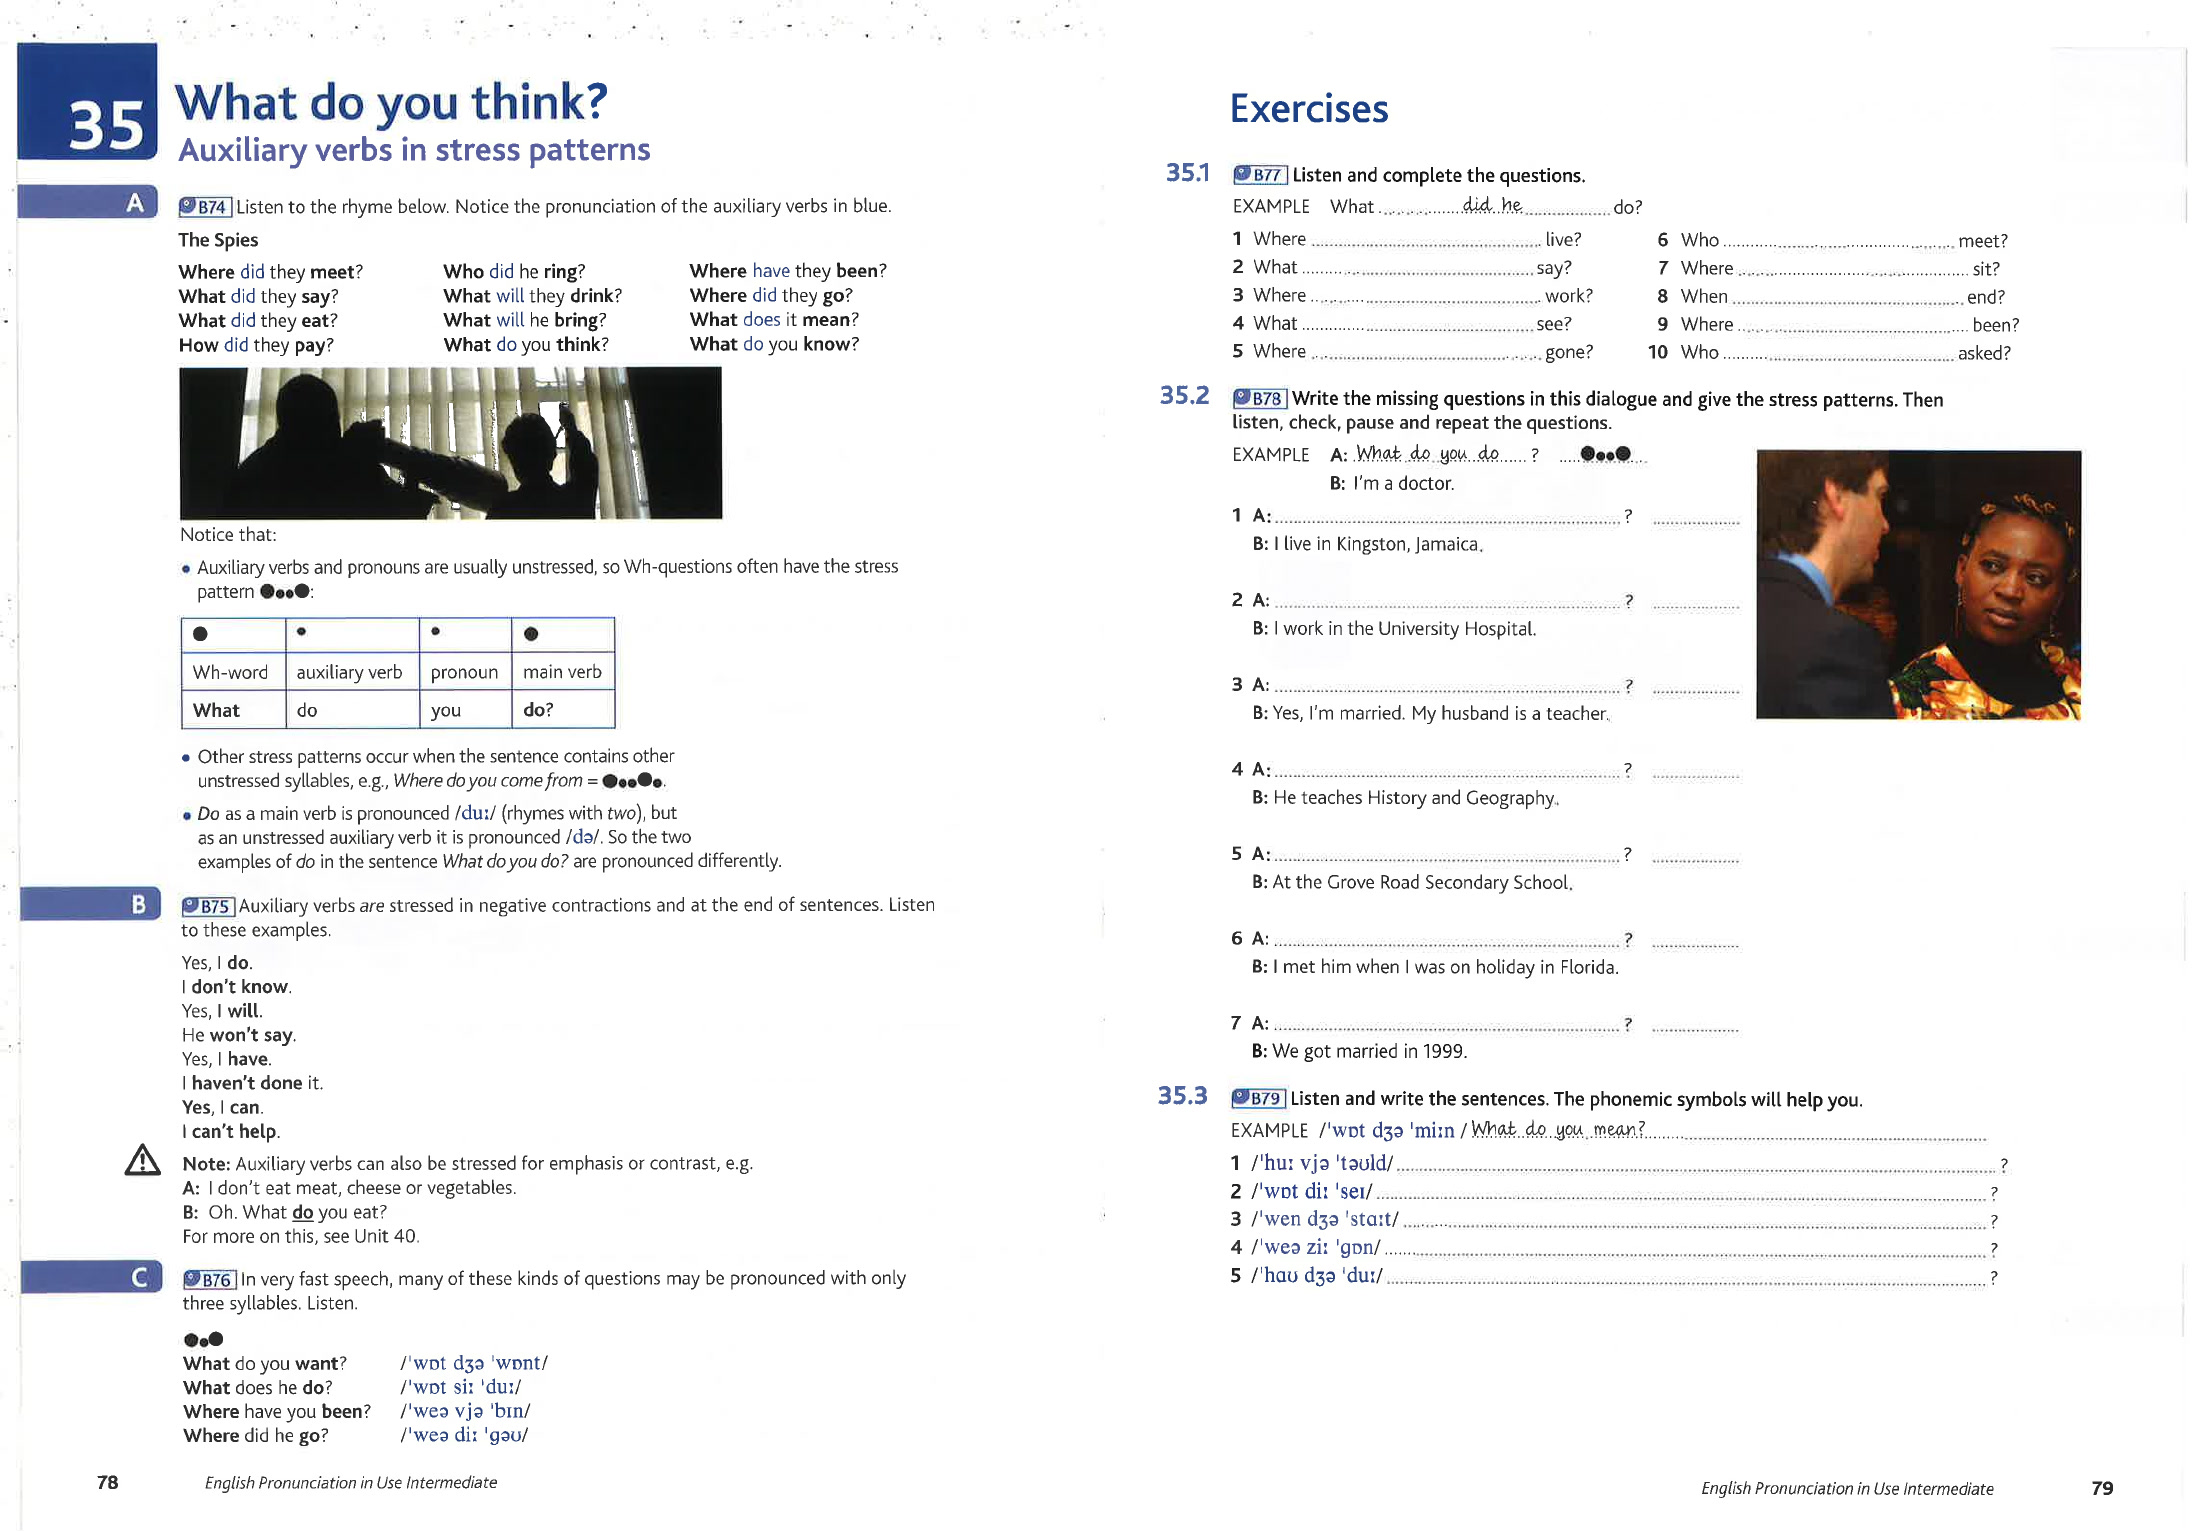 35
What do you think?
Auxiliary verbs in stress patterns
A
B74 Listen to the rhyme below. Notice the pronunciation of the auxiliary verbs in blue.
The Spies
Where did they meet?
What did they say?
What did they eat?
How did they pay?
Who did he ring?
What will they drink?
What will he bring?
What do you think?
Where have they been?
Where did they go?
What does it mean?
What do you know?
Notice that:
• Auxiliary verbs and pronouns are usually unstressed, so Wh-questions often have the stress
pattern ●●●●:
● • • ●
Wh-word auxiliary verb pronoun main verb
What do you do?
• Other stress patterns occur when the sentence contains other
unstressed syllables, e.g., Where do you come from = ●●●●●.
• Do as a main verb is pronounced /duː/ (rhymes with two), but
as an unstressed auxiliary verb it is pronounced /də/. So the two
examples of do in the sentence What do you do? are pronounced differently.
B
B75 Auxiliary verbs are stressed in negative contractions and at the end of sentences. Listen
to these examples.
Yes, I do.
I don't know.
Yes, I will.
He won't say.
Yes, I have.
I haven't done it.
Yes, I can.
I can't help.
Note: Auxiliary verbs can also be stressed for emphasis or contrast, e.g.
A: I don't eat meat, cheese or vegetables.
B: Oh. What do you eat?
For more on this, see Unit 40.
C
B76 In very fast speech, many of these kinds of questions may be pronounced with only
three syllables. Listen.
●•●
What do you want? /ˈwɒt dʒə ˈwɒnt/
What does he do? /ˈwɒt siː ˈduː/
Where have you been? /ˈweə vjə ˈbɪn/
Where did he go? /ˈweə diː ˈgəʊ/
78 English Pronunciation in Use Intermediate
Exercises
35.1 B77 Listen and complete the questions.
EXAMPLE What did he do?
1 Where live?
2 What say?
3 Where work?
4 What see?
5 Where gone?
6 Who meet?
7 Where sit?
8 When end?
9 Where been?
10 Who asked?
35.2 B78 Write the missing questions in this dialogue and give the stress patterns. Then
listen, check, pause and repeat the questions.
EXAMPLE A: What do you do ? ●••●
B: I'm a doctor.
1 A: ?
B: I live in Kingston, Jamaica.
2 A: ?
B: I work in the University Hospital.
3 A: ?
B: Yes, I'm married. My husband is a teacher.
4 A: ?
B: He teaches History and Geography.
5 A: ?
B: At the Grove Road Secondary School.
6 A: ?
B: I met him when I was on holiday in Florida.
7 A: ?
B: We got married in 1999.
35.3 B79 Listen and write the sentences. The phonemic symbols will help you.
EXAMPLE /ˈwɒt dʒə ˈmiːn / What do you mean?
1 /ˈhuː vjə ˈtəʊld/ ?
2 /ˈwɒt diː ˈseɪ/ ?
3 /ˈwen dʒə ˈstɑːt/ ?
4 /ˈweə ziː ˈgɒn/ ?
5 /ˈhaʊ dʒə ˈduː/ ?
English Pronunciation in Use Intermediate 79